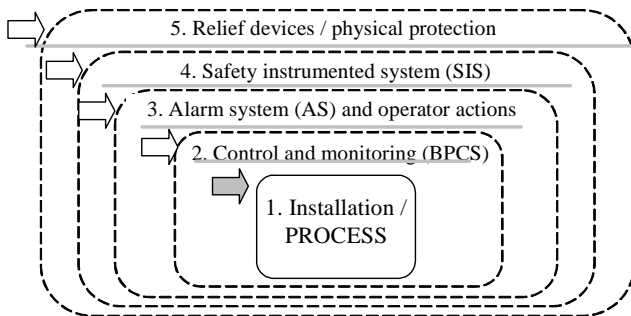 5. Relief devices / physical protection
4. Safety instrumented system (SIS)
3. Alarm system (AS) and operator actions
2. Control and monitoring (BPCS)
1. Installation /
PROCESS